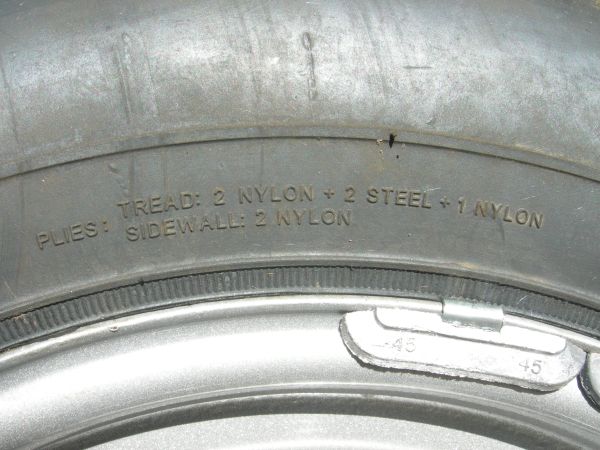 PLIES: TREAD: 2 NYLON + 2 STEEL + 1 NYLON
SIDEWALL: 2 NYLON
45
45